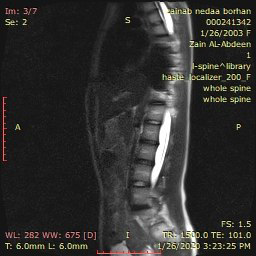 Im: 3/7
Se: 2
S
zainab nedaa borhan
000241342
1/26/2003 F
Zain AL-Abdeen
1
l-spine^library
haste_localizer_200_F
whole spine
whole spine
A
P
WL: 282 WW: 675 [D]
T: 6.0mm L: 6.0mm
I
FS: 1.5
TR: 1500.0 TE: 101.0
1/26/2020 3:23:25 PM